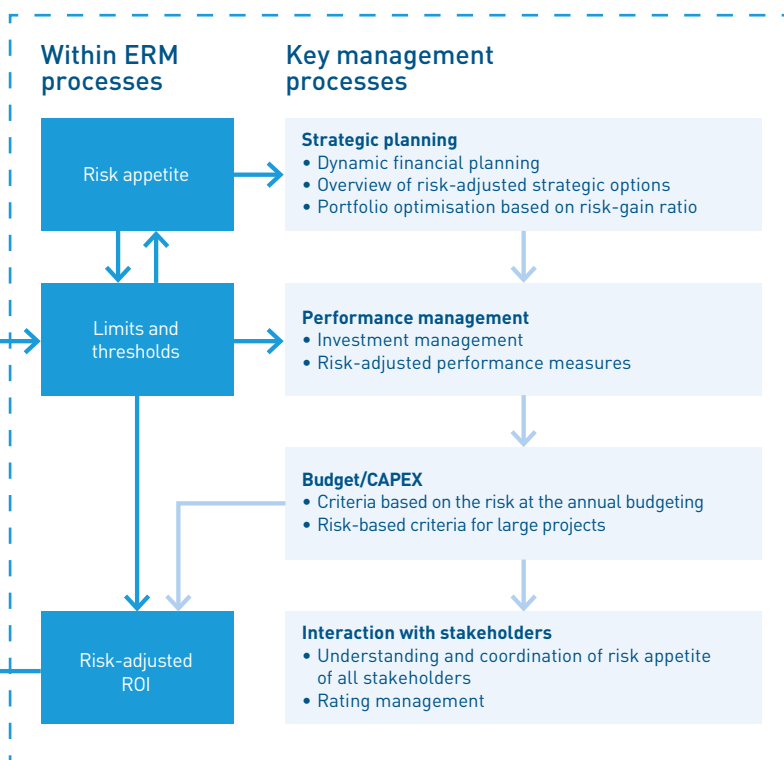 Within ERM
processes
Key management
processes
Risk appetite
Strategic planning
• Dynamic financial planning
• Overview of risk-adjusted strategic options
• Portfolio optimisation based on risk-gain ratio
Limits and
thresholds
Performance management
• Investment management
• Risk-adjusted performance measures
Budget/CAPEX
• Criteria based on the risk at the annual budgeting
• Risk-based criteria for large projects
Risk-adjusted
ROI
Interaction with stakeholders
• Understanding and coordination of risk appetite
of all stakeholders
• Rating management